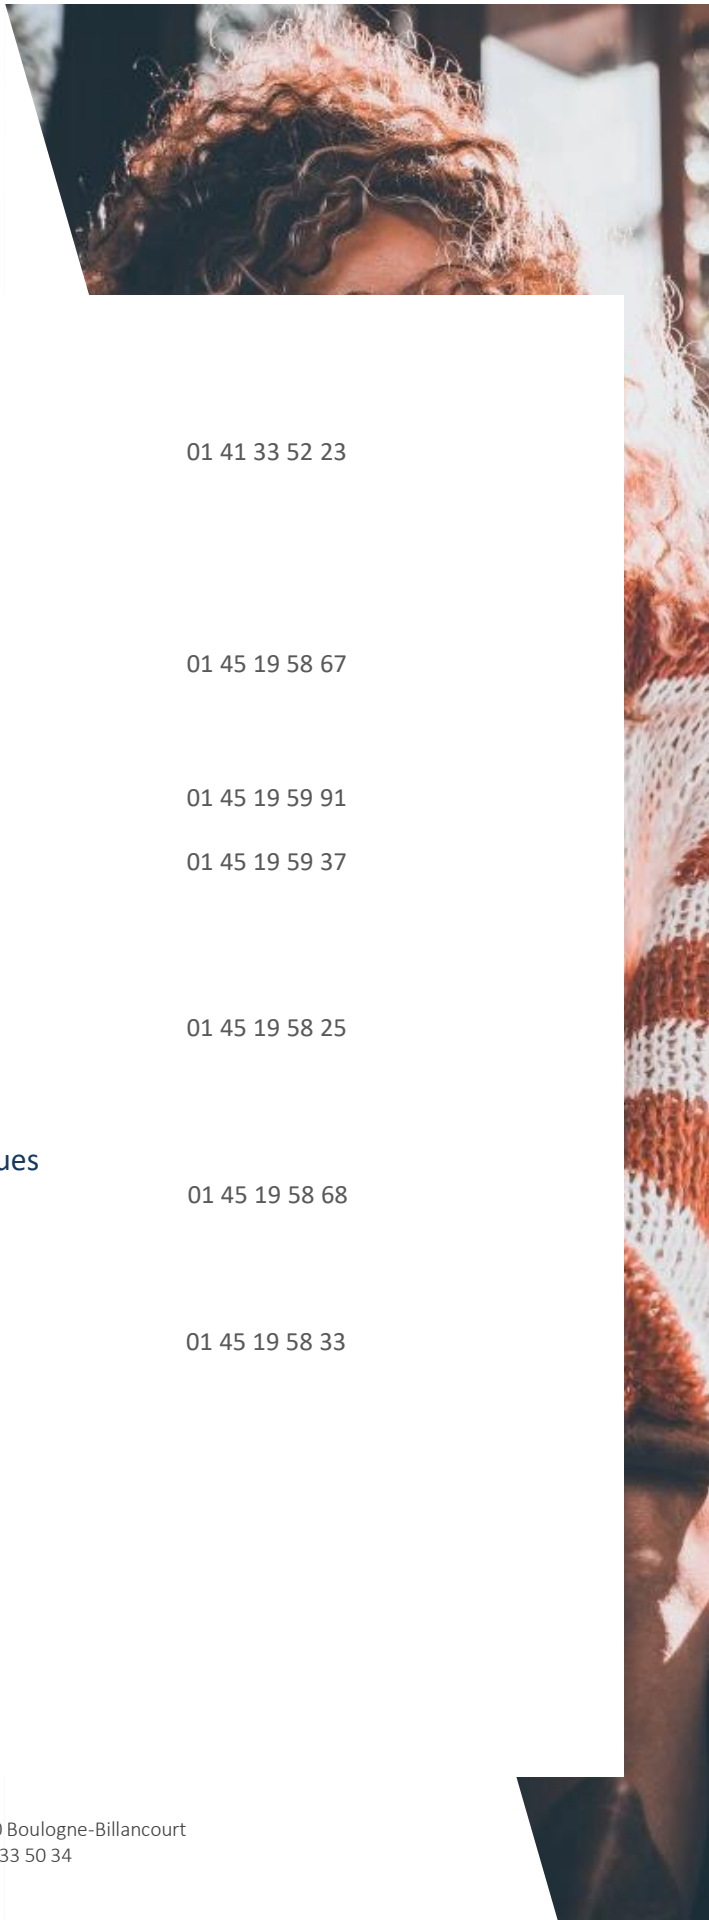 01 41 33 52 23
01 45 19 58 67
01 45 19 59 91
01 45 19 59 37
01 45 19 58 25
ues
01 45 19 58 68
01 45 19 58 33
Boulogne-Billancourt
33 50 34